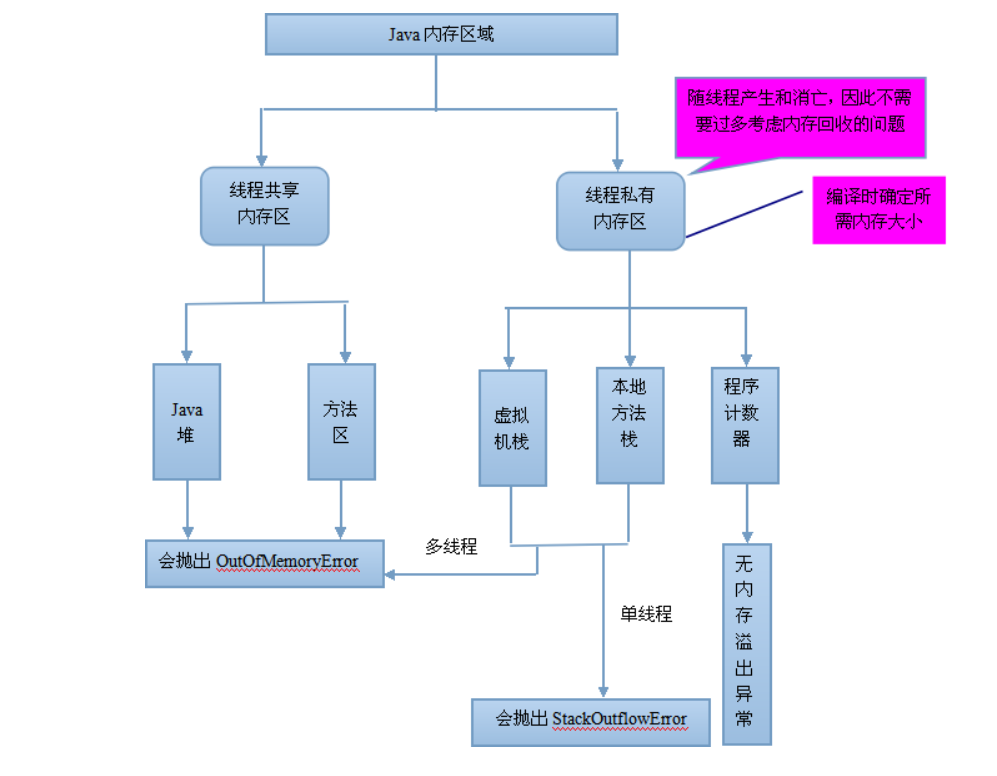 Java 内存区域
随线程产生和消亡，因此不需
要过多考虑内存回收的问题
线程共享
内存区
线程私有
内存区
编译时确定所
需内存大小
Java
堆
方法
区
虚拟
机栈
本地
方法
栈
程序
计数
器
多线程
会抛出 OutOfMemoryError
单线程
无
内
存
溢
出
异
常
会抛出 StackOutflowError